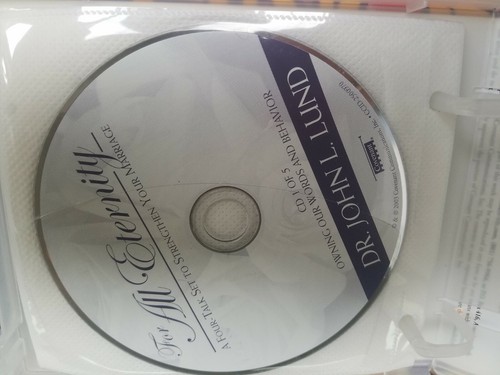 For All Eternity
A FOUR-TALK SET TO STRENGTHEN YOUR MARRIAGE
CD 1 OF 5
OWNING OUR WORDS AND BEHAVIOR
DR. JOHN L. LUND